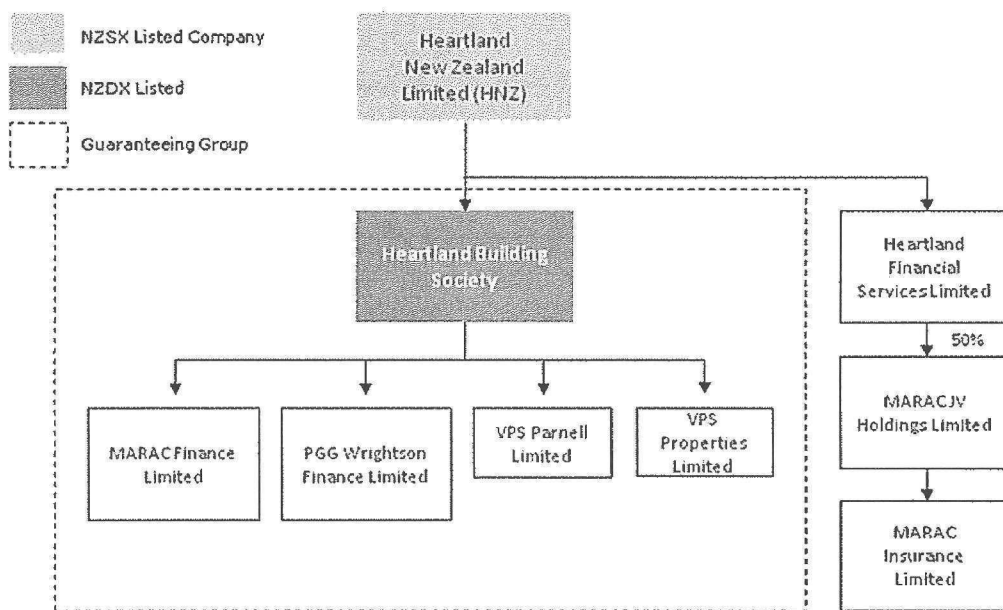 NZSX Listed Company
NZDX Listed
Guaranteeing Group
Heartland
New Zealand
Limited (HNZ)
Heartland Building
Society
Heartland
Financial
Services Limited
50%
MARAC Finance
Limited
PGG Wrightson
Finance Limited
VPS Parnell
Limited
VPS
Properties
Limited
MARACJV
Holdings Limited
MARAC
Insurance
Limited